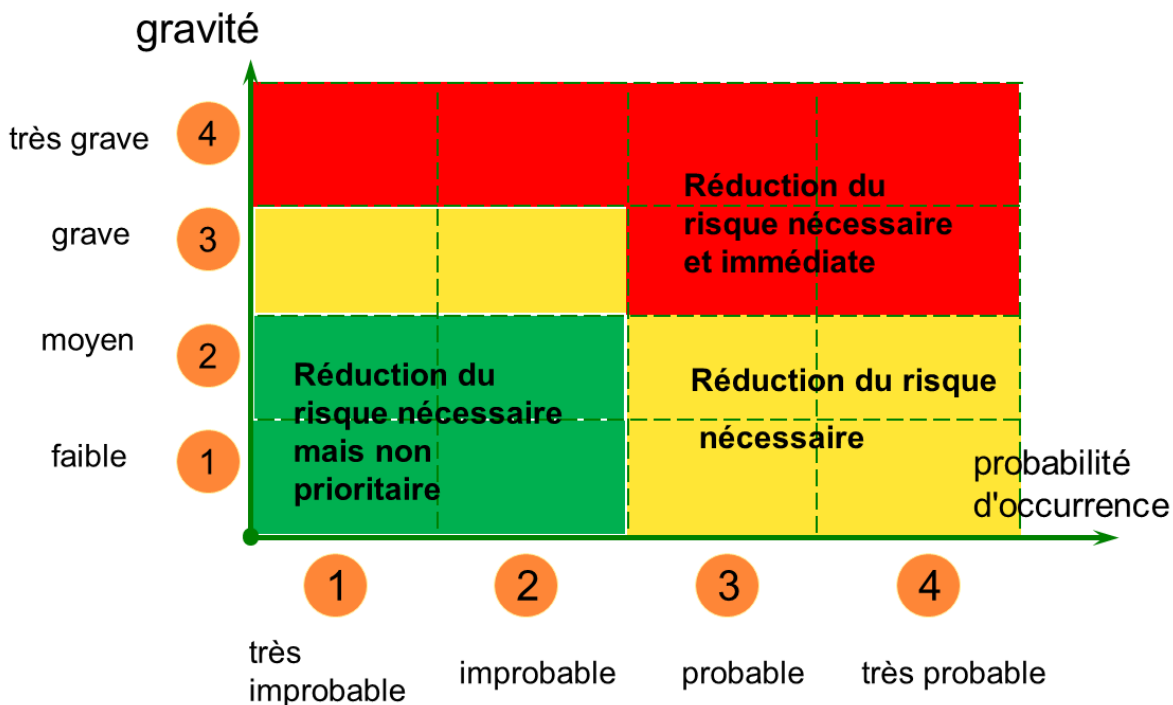 gravité
très grave
4
Réduction du
risque nécessaire
et immédiate
grave
3
moyen
2
Réduction du
risque nécessaire
mais non
prioritaire
Réduction du risque
nécessaire
faible
1
probabilité
d'occurrence
1
2
3
4
très
improbable
improbable
probable
très probable